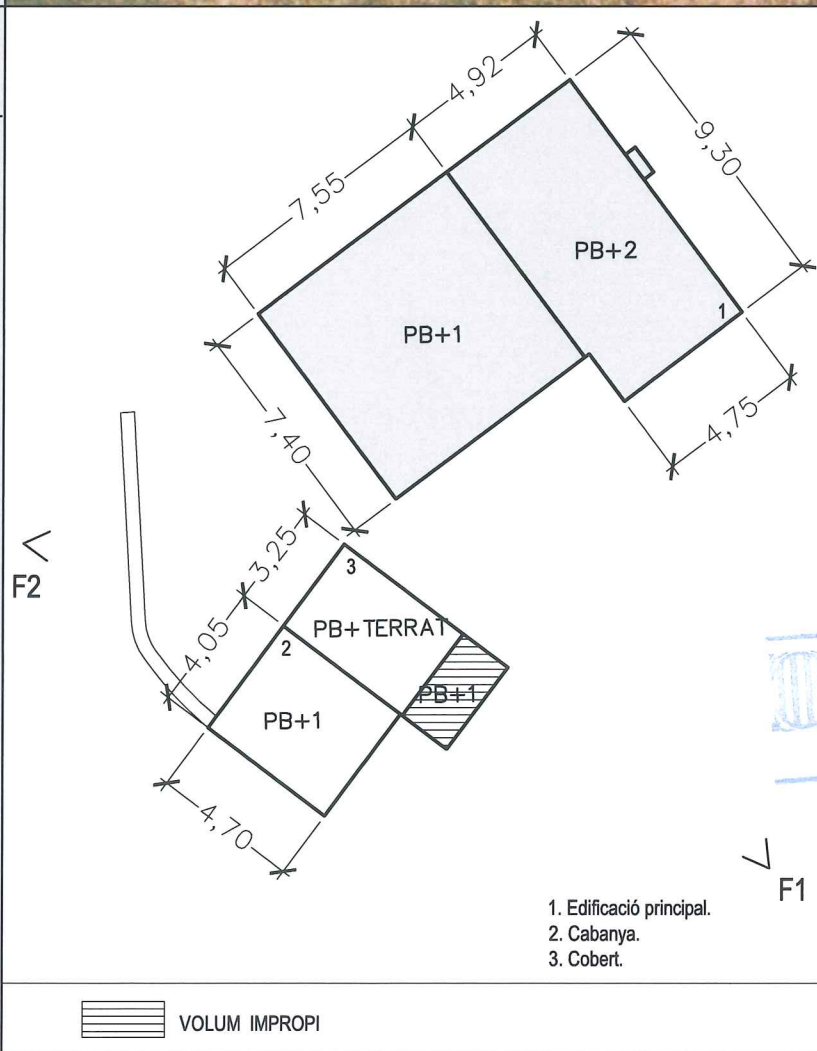 4,92
9,30
7,55
PB+2
1
PB+1
4,75
7,40
3,25
3
F2
PB+TERRAT
4,05
2
PB+1
PB+1
4,70
F1
1. Edificació principal.
2. Cabanya.
3. Cobert.
VOLUM IMPROPI